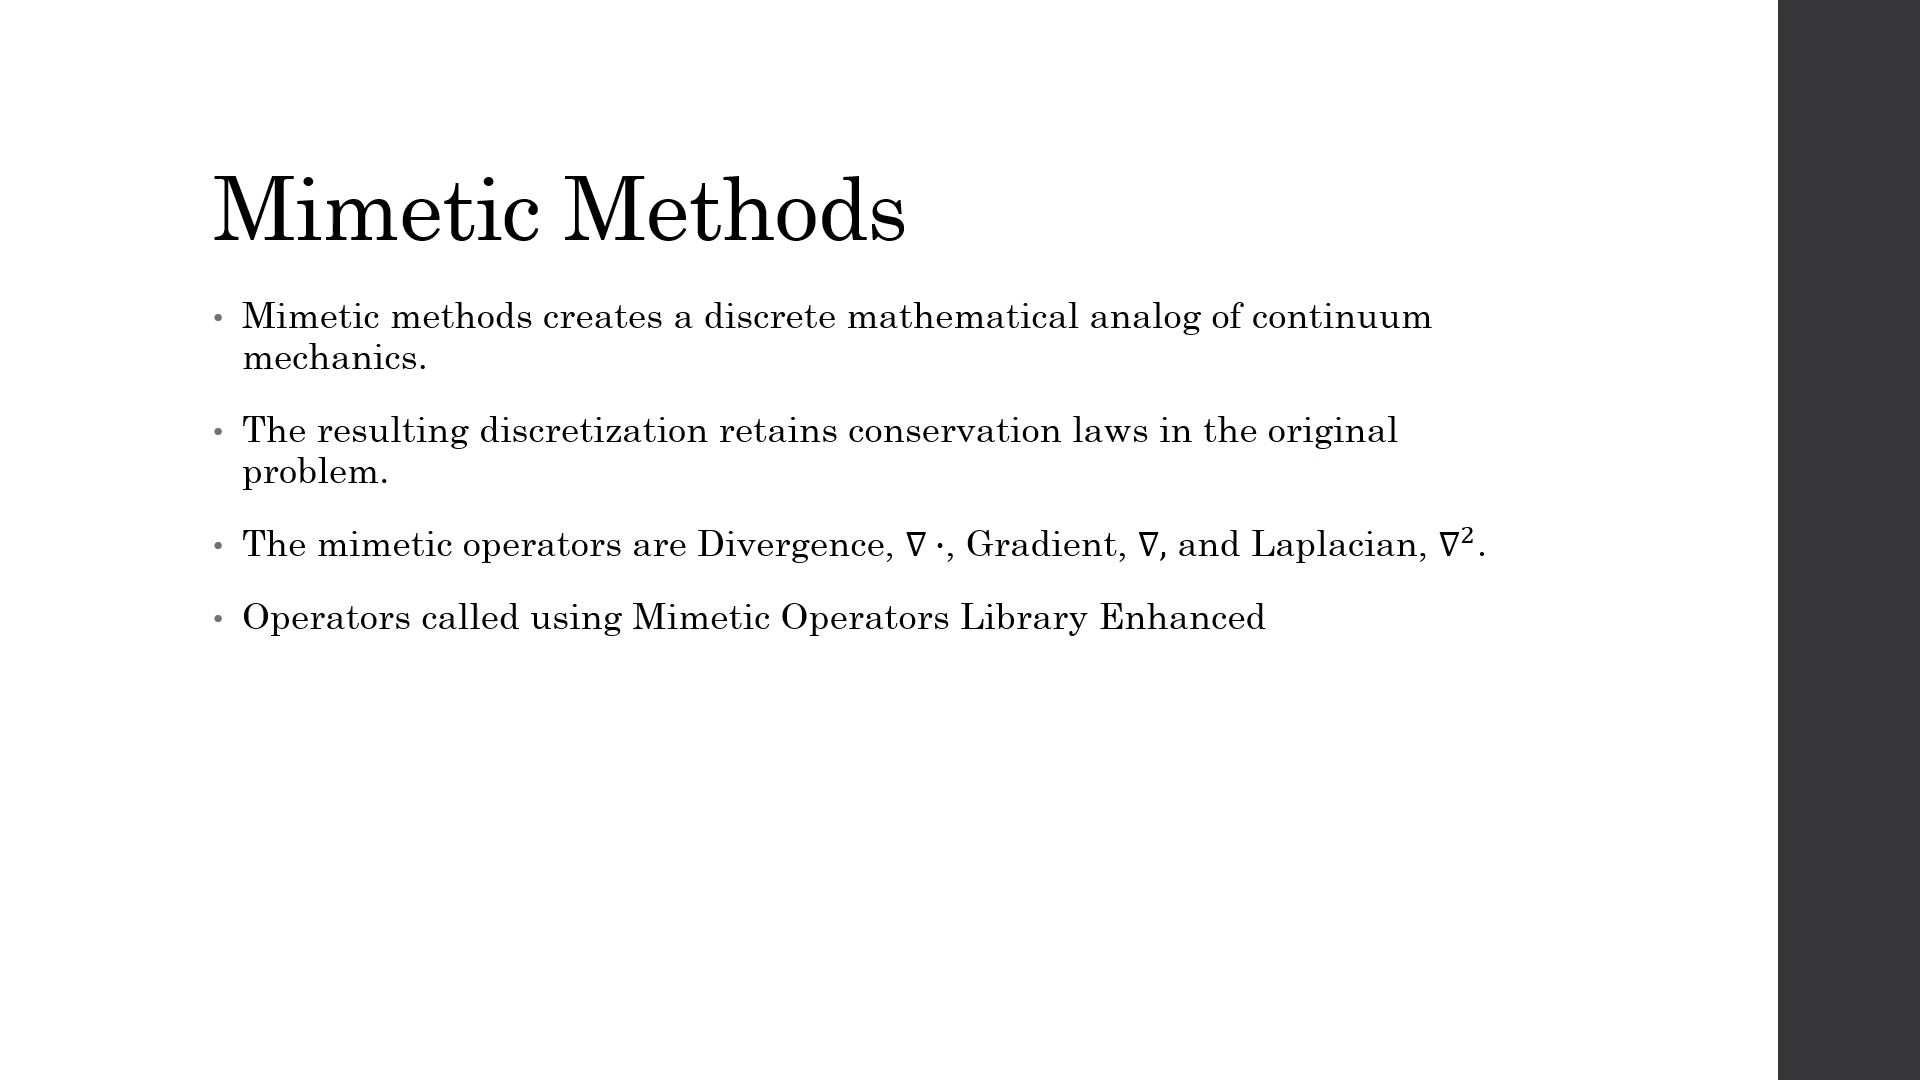 Mimetic Methods
• Mimetic methods creates a discrete mathematical analog of continuum
mechanics.
• The resulting discretization retains conservation laws in the original
problem.
• The mimetic operators are Divergence, ∇ ·, Gradient, ∇, and Laplacian, ∇².
• Operators called using Mimetic Operators Library Enhanced